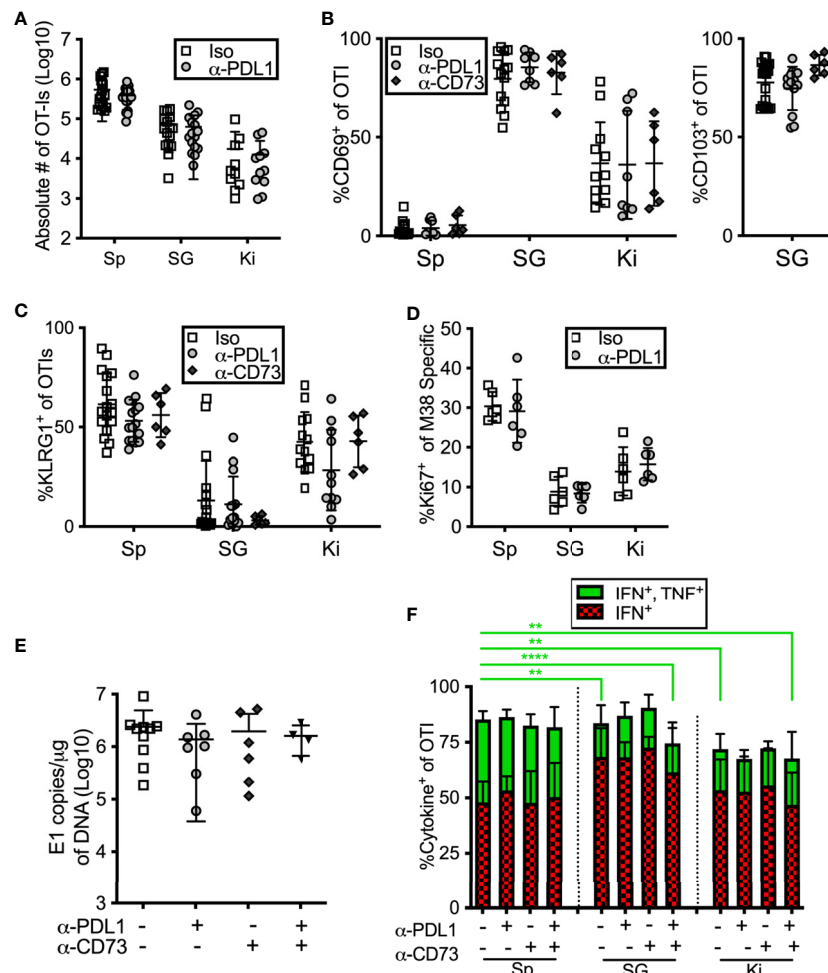 A
Absolute # of OT-Is (Log10)
7
6
5
4
3
2
Iso
α-PDL1
Sp
SG
Ki
B
%CD69+ of OTI
100
50
0
Iso
α-PDL1
α-CD73
Sp
SG
Ki
%CD103+ of OTI
100
50
0
SG
C
%KLRG1+ of OTIs
100
50
0
Iso
α-PDL1
α-CD73
Sp
SG
Ki
D
%Ki67+ of M38 Specific
50
40
30
20
10
0
Iso
α-PDL1
Sp
SG
Ki
E
E1 copies/μg
of DNA (Log10)
7
6
5
4
3
α-PDL1 - + - +
α-CD73 - - + +
F
IFN+, TNF+
IFN+
**
**
****
**
%Cytokine+ of OTI
100
75
50
25
0
α-PDL1 - + - + - + - + - + - +
α-CD73 - - + + - - + + - - + +
Sp
SG
Ki